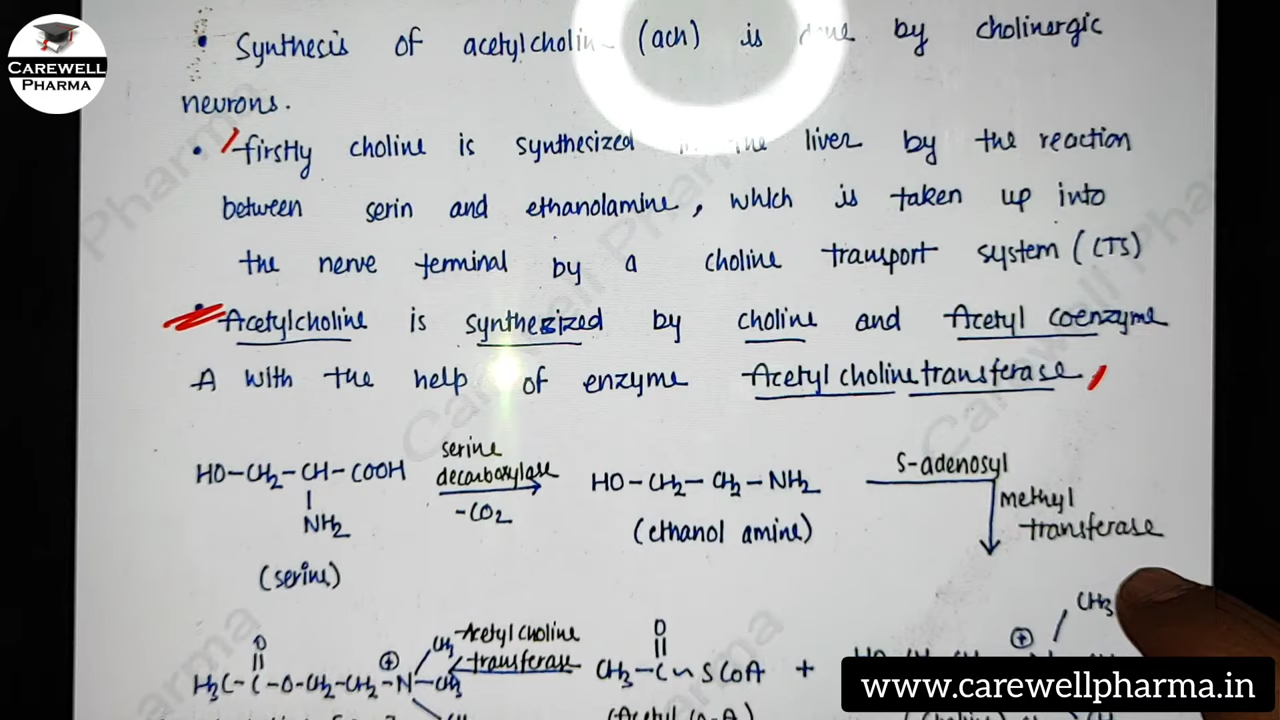 CAREWELL
PHARMA
• Synthesis of acetylcholin (ach) is by cholinergic
neurons.
• firstly choline is synthesized the liver by the reaction
between serin and ethanolamine, which is taken up into
the nerve terminal by a choline transport system (CTS)
• Acetylcholine is synthesized by choline and Acetyl coenzyme
A with the help of enzyme Acetyl choline transferase
HO-CH2-CH-COOH
NH2
(serine)
serine
decarboxylase
-CO2
HO-CH2-CH2-NH2
(ethanol amine)
S-adenosyl
methyl
transferase
CH3
⊕
O
H3C-C-O-CH2-CH2-N-CH3
⊕
CH3
Acetyl choline
transferase
O
CH3-C~SCoA +
(Acetyl Co-A)
www.carewellpharma.in